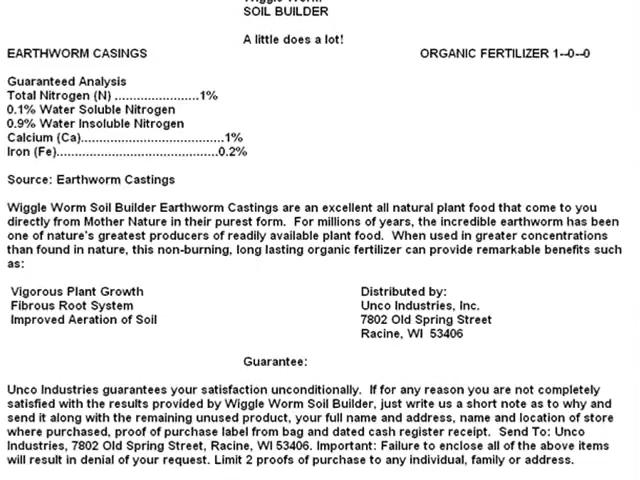 Wiggle Worm
SOIL BUILDER
A little does a lot!
EARTHWORM CASINGS ORGANIC FERTILIZER 1--0--0
Guaranteed Analysis
Total Nitrogen (N) .......................1%
0.1% Water Soluble Nitrogen
0.9% Water Insoluble Nitrogen
Calcium (Ca).......................................1%
Iron (Fe)............................................0.2%
Source: Earthworm Castings
Wiggle Worm Soil Builder Earthworm Castings are an excellent all natural plant food that come to you
directly from Mother Nature in their purest form. For millions of years, the incredible earthworm has been
one of nature's greatest producers of readily available plant food. When used in greater concentrations
than found in nature, this non-burning, long lasting organic fertilizer can provide remarkable benefits such
as:
Vigorous Plant Growth
Fibrous Root System
Improved Aeration of Soil
Distributed by:
Unco Industries, Inc.
7802 Old Spring Street
Racine, WI 53406
Guarantee:
Unco Industries guarantees your satisfaction unconditionally. If for any reason you are not completely
satisfied with the results provided by Wiggle Worm Soil Builder, just write us a short note as to why and
send it along with the remaining unused product, your full name and address, name and location of store
where purchased, proof of purchase label from bag and dated cash register receipt. Send To: Unco
Industries, 7802 Old Spring Street, Racine, WI 53406. Important: Failure to enclose all of the above items
will result in denial of your request. Limit 2 proofs of purchase to any individual, family or address.